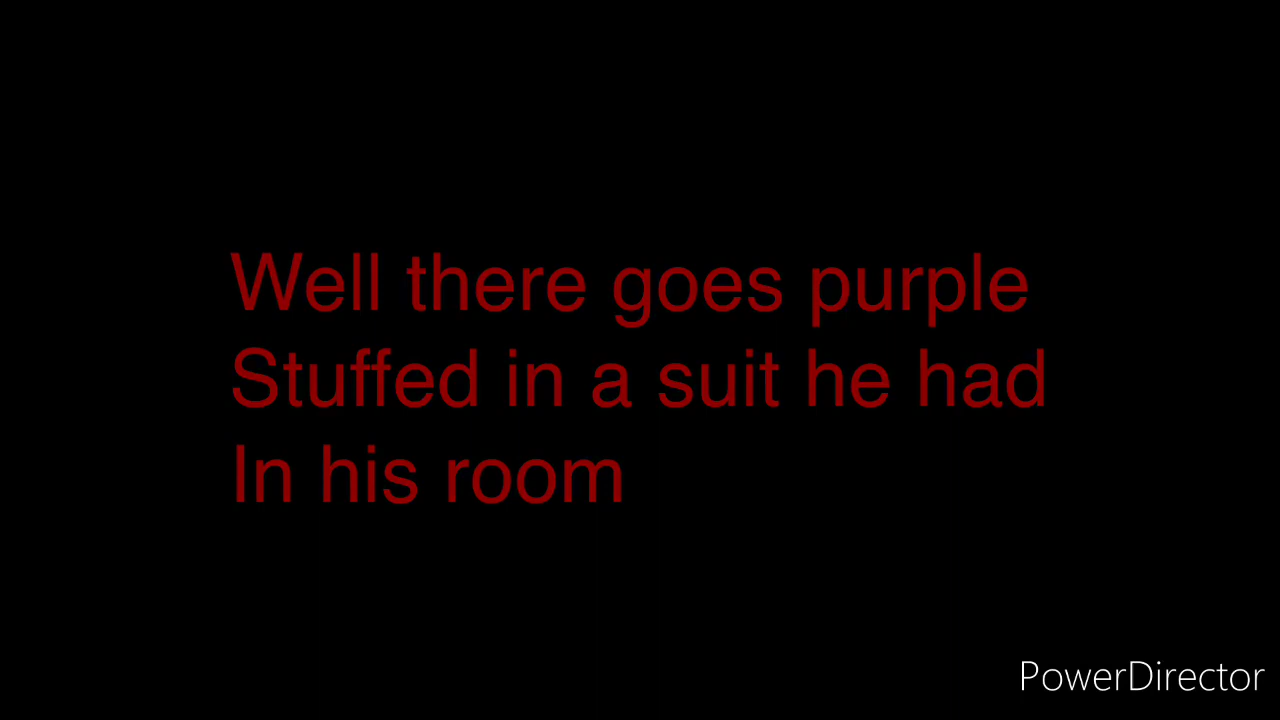 Well there goes purple
Stuffed in a suit he had
In his room
PowerDirector